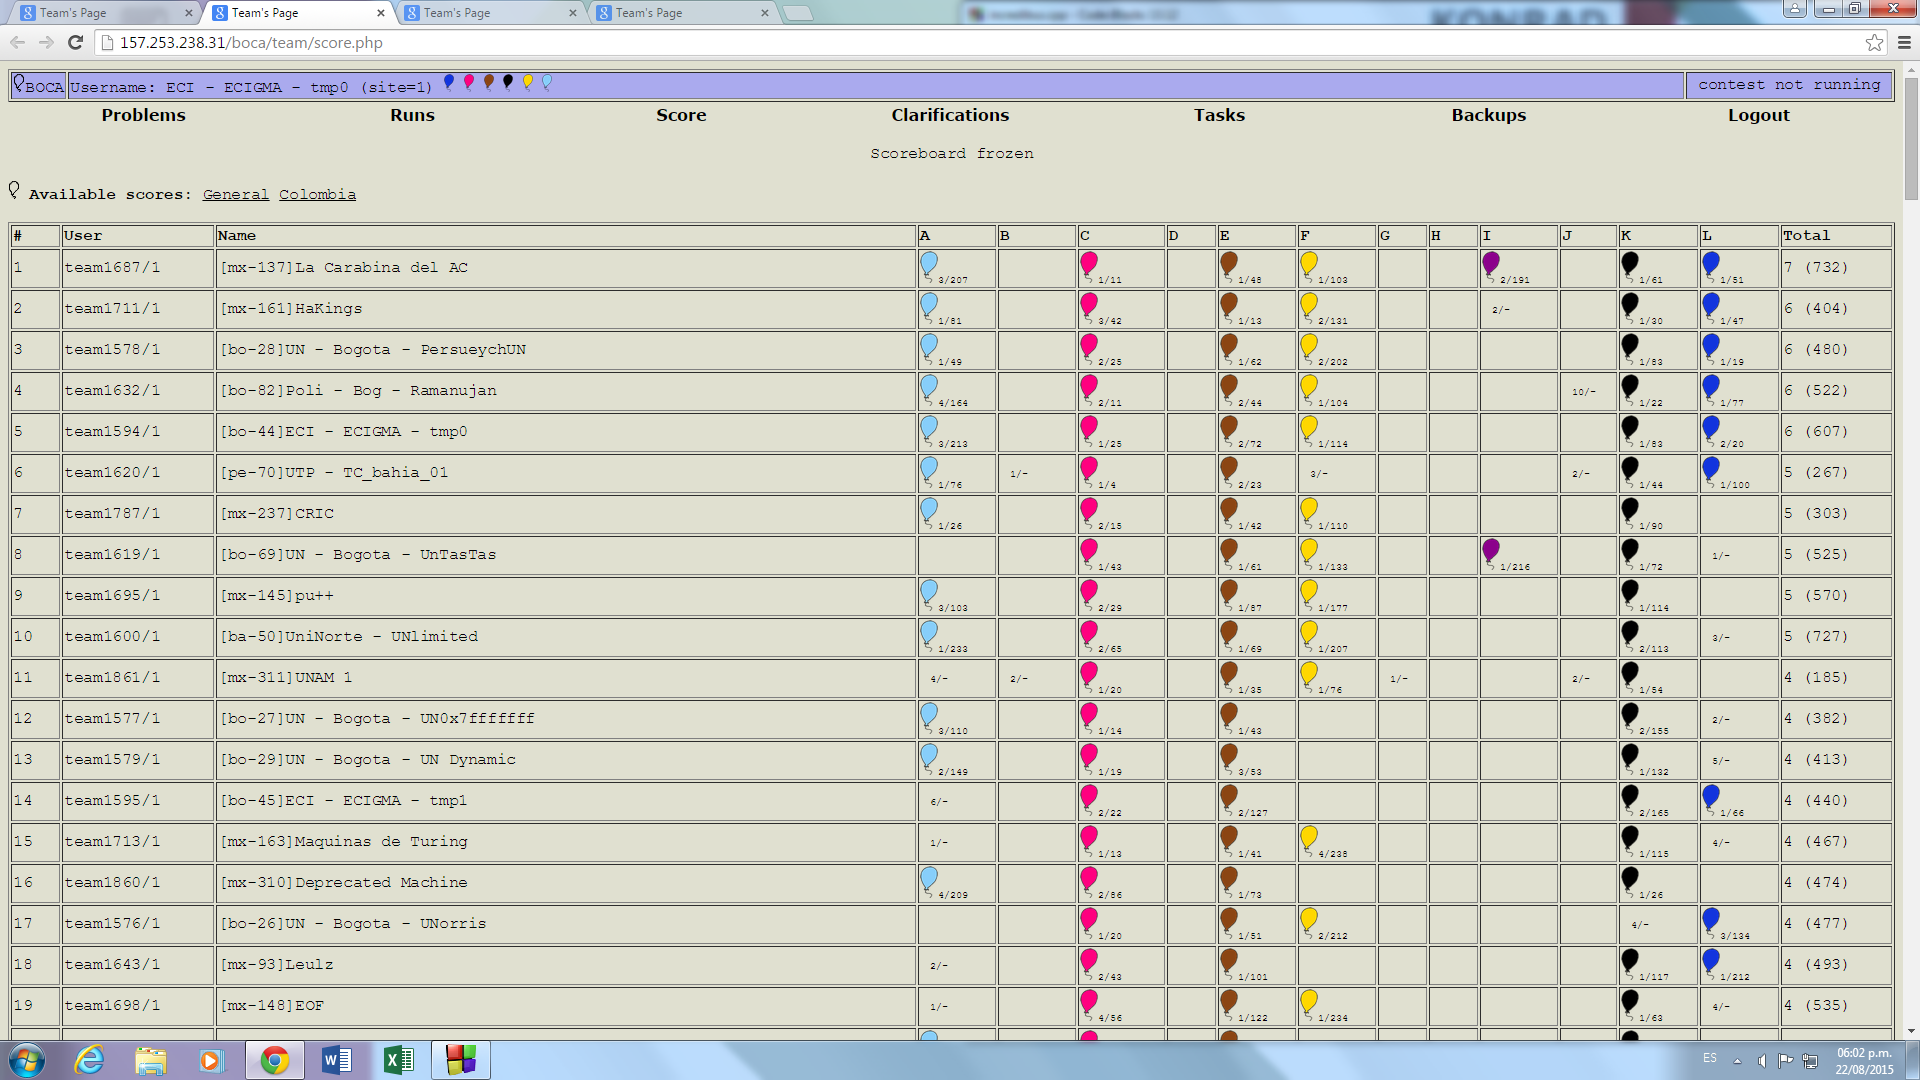 Team's Page Team's Page Team's Page Team's Page
157.253.238.31/boca/team/score.php
BOCA Username: ECI - ECIGMA - tmp0 (site=1) contest not running
Problems Runs Score Clarifications Tasks Backups Logout
Scoreboard frozen
Available scores: General Colombia
# User Name A B C D E F G H I J K L Total
1 team1687/1 [mx-137]La Carabina del AC 3/207 1/11 1/48 1/103 2/191 1/61 1/51 7 (732)
2 team1711/1 [mx-161]HaKings 1/81 3/42 1/13 2/131 2/- 1/30 1/47 6 (404)
3 team1578/1 [bo-28]UN - Bogota - PersueychUN 1/49 2/25 1/62 2/202 1/83 1/19 6 (480)
4 team1632/1 [bo-82]Poli - Bog - Ramanujan 4/164 2/11 2/44 1/104 10/- 1/22 1/77 6 (522)
5 team1594/1 [bo-44]ECI - ECIGMA - tmp0 3/213 1/25 2/72 1/114 1/83 2/20 6 (607)
6 team1620/1 [pe-70]UTP - TC_bahia_01 1/76 1/- 1/4 2/23 3/- 2/- 1/44 1/100 5 (267)
7 team1787/1 [mx-237]CRIC 1/26 2/15 1/42 1/110 1/90 5 (303)
8 team1619/1 [bo-69]UN - Bogota - UnTasTas 1/43 1/61 1/133 1/216 1/72 1/- 5 (525)
9 team1695/1 [mx-145]pu++ 3/103 2/29 1/87 1/177 1/114 5 (570)
10 team1600/1 [ba-50]UniNorte - UNlimited 1/233 2/65 1/69 1/207 2/113 3/- 5 (727)
11 team1861/1 [mx-311]UNAM 1 4/- 2/- 1/20 1/35 1/76 1/- 2/- 1/54 4 (185)
12 team1577/1 [bo-27]UN - Bogota - UN0x7fffffff 3/110 1/14 1/43 2/155 2/- 4 (382)
13 team1579/1 [bo-29]UN - Bogota - UN Dynamic 2/149 1/19 3/53 1/132 5/- 4 (413)
14 team1595/1 [bo-45]ECI - ECIGMA - tmp1 6/- 2/22 2/127 2/165 1/66 4 (440)
15 team1713/1 [mx-163]Maquinas de Turing 1/- 1/13 1/41 4/238 1/115 4/- 4 (467)
16 team1860/1 [mx-310]Deprecated Machine 4/209 2/86 1/73 1/26 4 (474)
17 team1576/1 [bo-26]UN - Bogota - UNorris 1/20 1/51 2/212 4/- 3/134 4 (477)
18 team1643/1 [mx-93]Leulz 2/- 2/43 1/101 1/117 1/212 4 (493)
19 team1698/1 [mx-148]EOF 1/- 4/56 1/122 1/234 1/63 4/- 4 (535)
ES 06:02 p.m.
22/08/2015